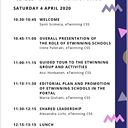 SATURDAY 4 APRIL 2020
10.30-10.45 WELCOME
eTwinning CSS
10.45-11.00 OVERALL PRESENTATION OF
THE ROLE OF ETWINNING SCHOOLS
Irene Pateraki, eTwinning CSS
11.00-11.15 GUIDED TOUR TO THE ETWINNING
GROUP AND ACTIVITIES
eTwinning CSS
11.15-11.30 EDITORIAL PLAN AND PROMOTION
OF ETWINNING SCHOOLS IN THE
PORTAL
eTwinning CSS
11.30-12.15 SHARED LEADERSHIP
eTwinning CSS
12.15-13.15 LUNCH